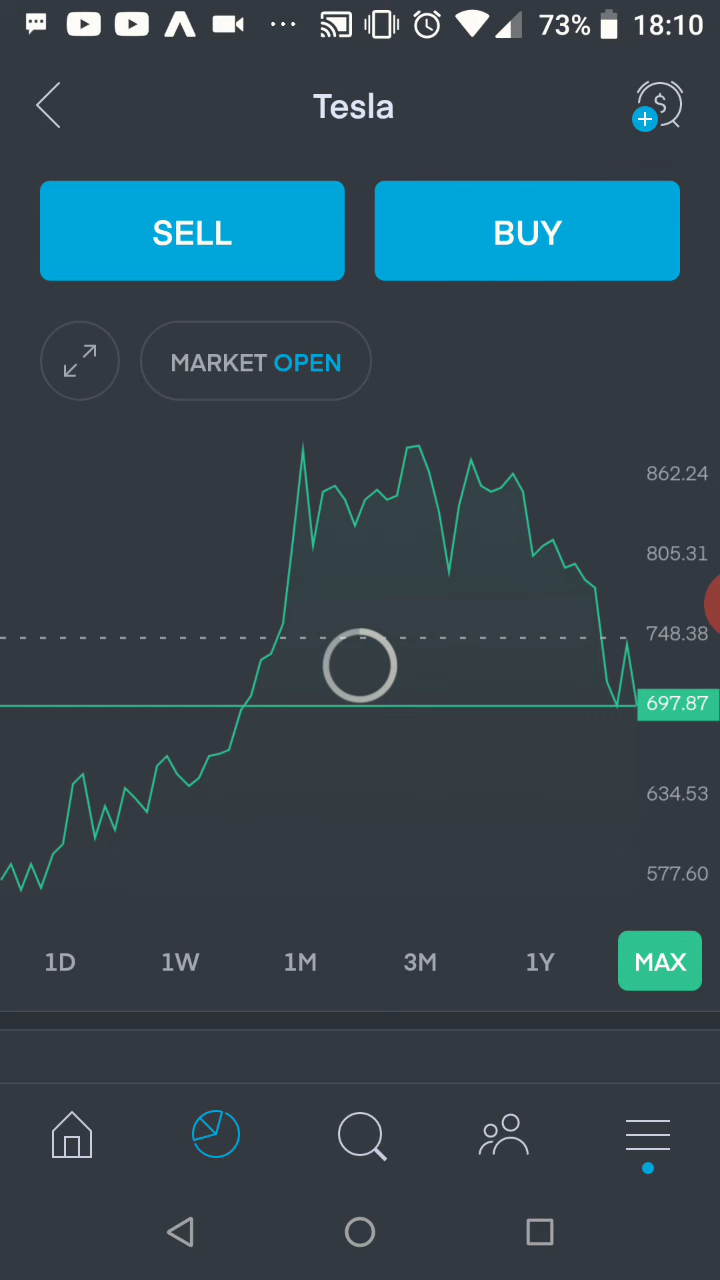 73% 18:10
Tesla
SELL BUY
MARKET OPEN
862.24
805.31
748.38
697.87
634.53
577.60
1D 1W 1M 3M 1Y MAX